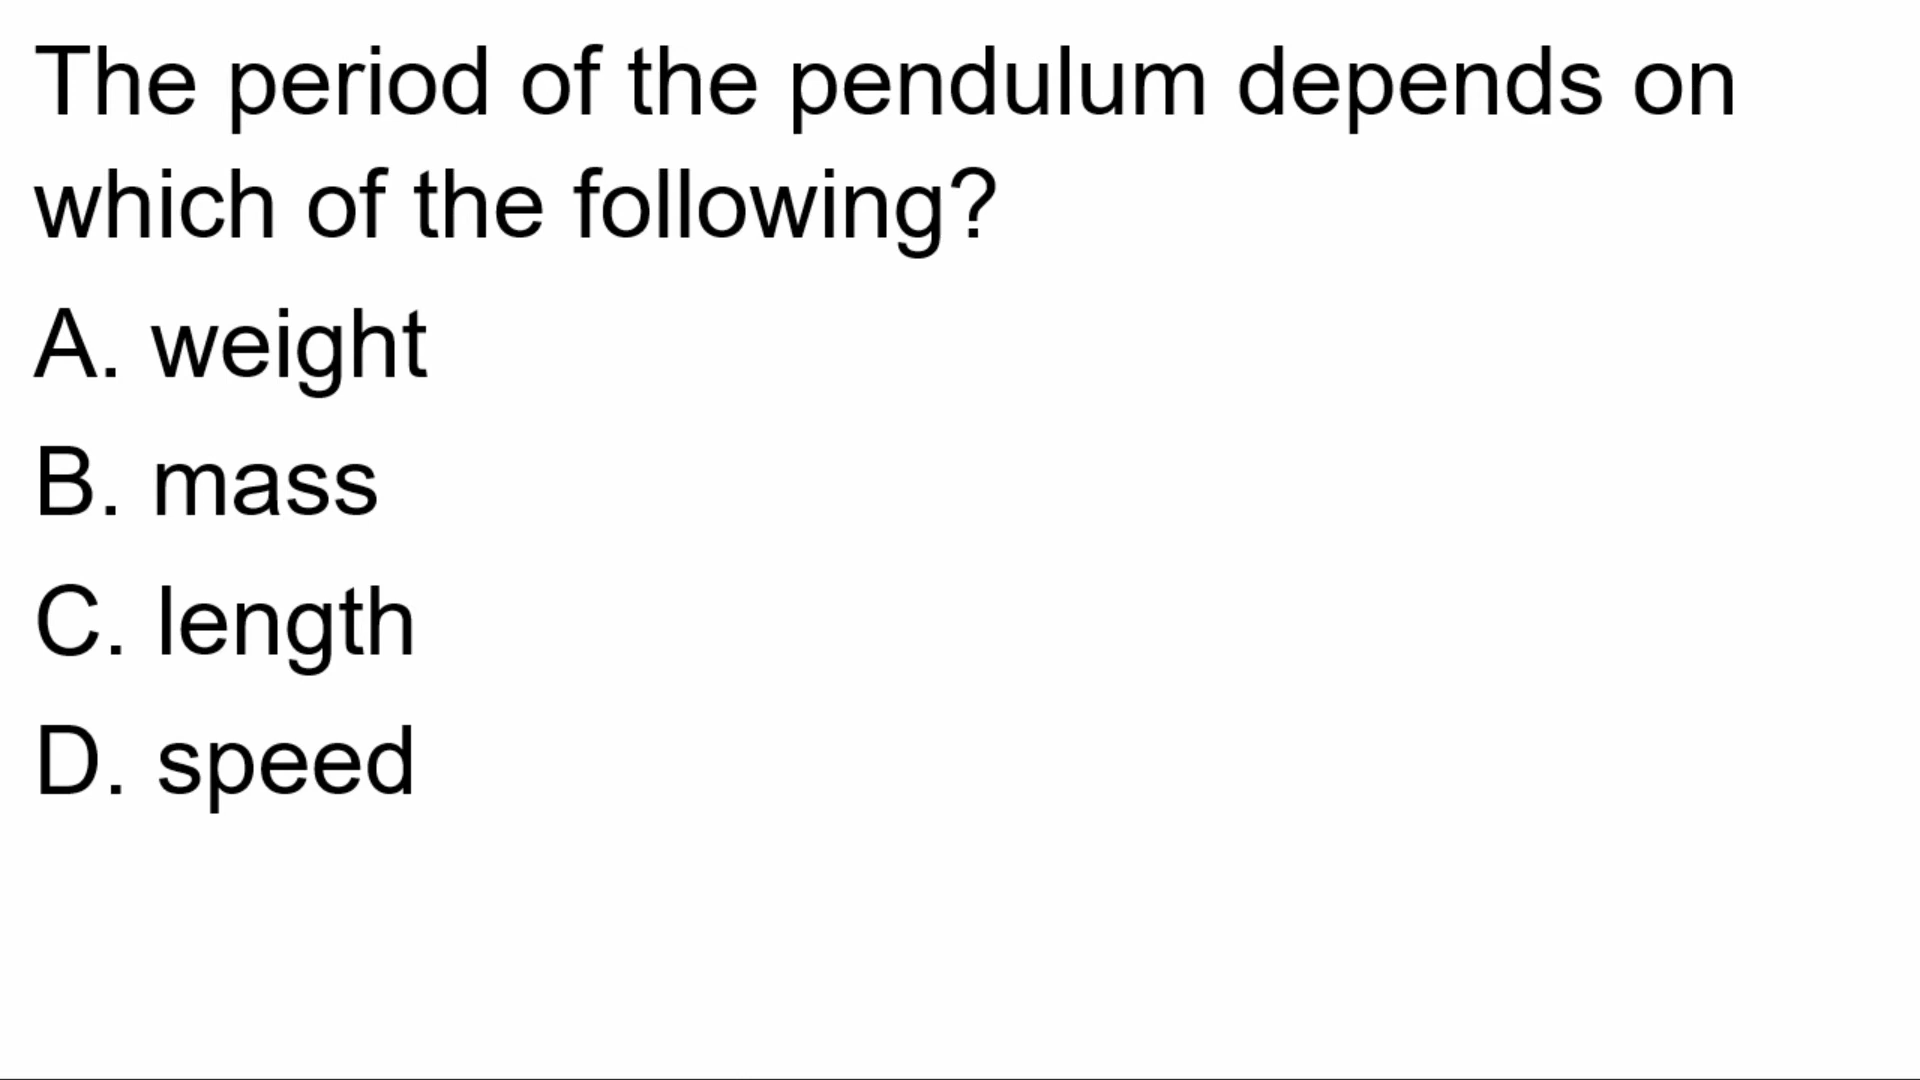 The period of the pendulum depends on
which of the following?
A. weight
B. mass
C. length
D. speed